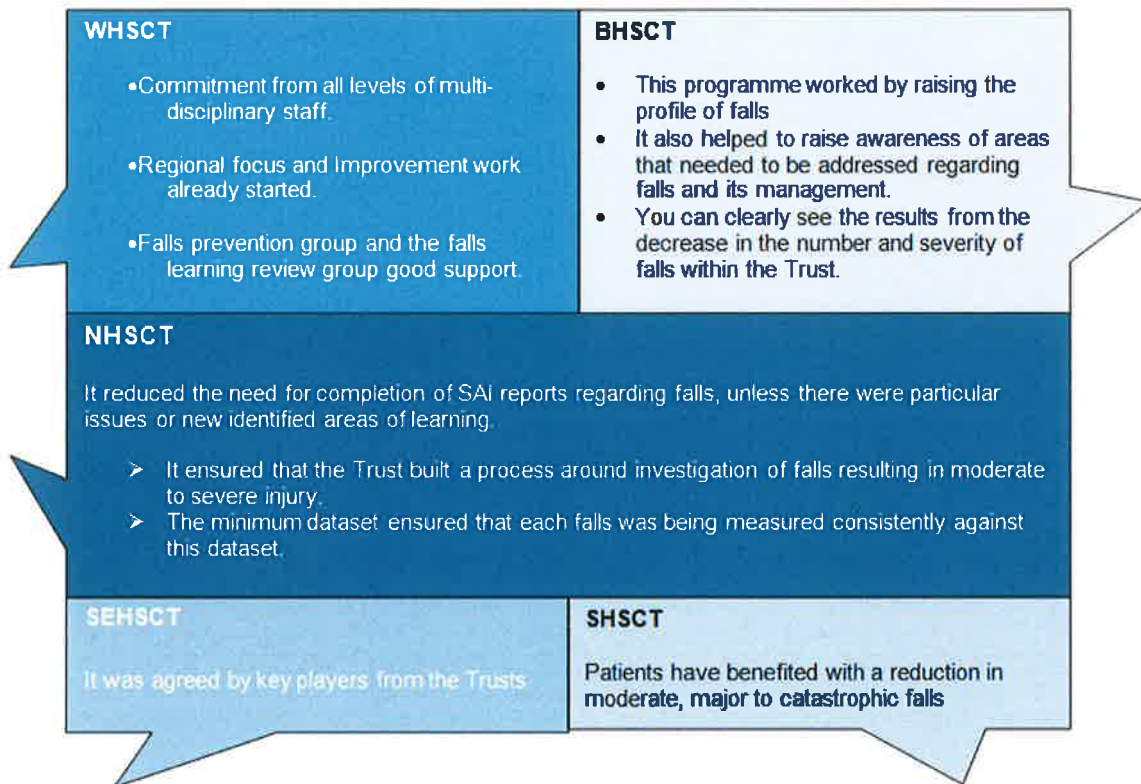 WHSCT
•Commitment from all levels of multi-
disciplinary staff.
•Regional focus and Improvement work
already started.
•Falls prevention group and the falls
learning review group good support.
BHSCT
• This programme worked by raising the
profile of falls
• It also helped to raise awareness of areas
that needed to be addressed regarding
falls and its management.
• You can clearly see the results from the
decrease in the number and severity of
falls within the Trust.
NHSCT
It reduced the need for completion of SAI reports regarding falls, unless there were particular
issues or new identified areas of learning.
➢ It ensured that the Trust built a process around investigation of falls resulting in moderate
to severe injury.
➢ The minimum dataset ensured that each falls was being measured consistently against
this dataset.
SEHSCT
It was agreed by key players from the Trusts
SHSCT
Patients have benefited with a reduction in
moderate, major to catastrophic falls